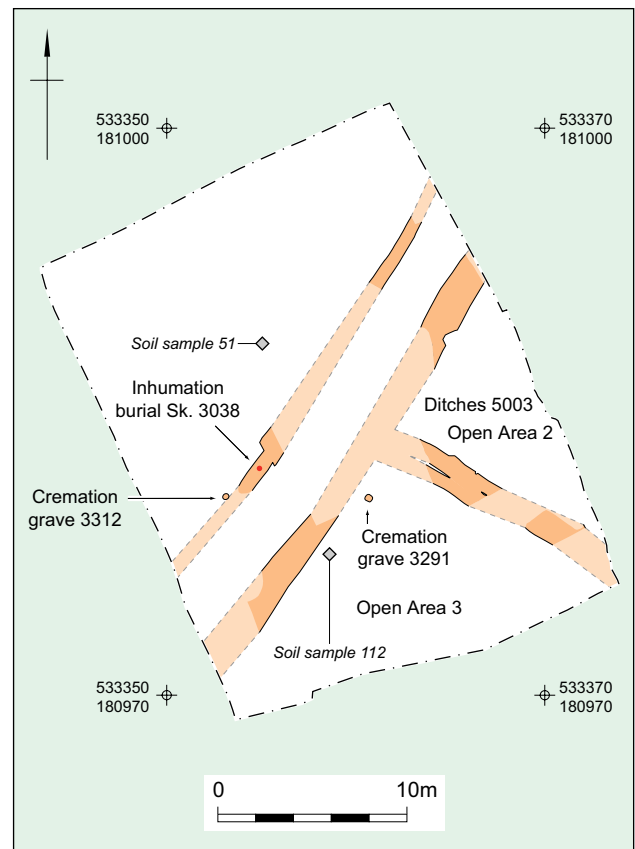 533350
181000
533370
181000
Soil sample 51
Inhumation
burial Sk. 3038
Ditches 5003
Open Area 2
Cremation
grave 3312
Cremation
grave 3291
Open Area 3
Soil sample 112
533350
180970
533370
180970
0 10m